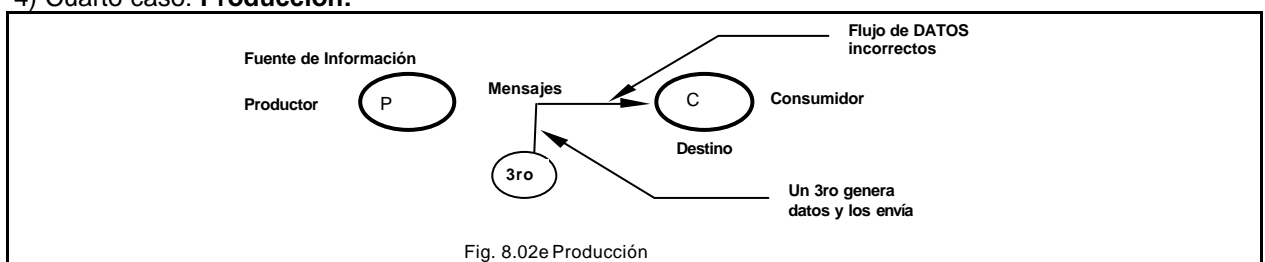 4) Cuarto caso: Producción:
Flujo de DATOS
incorrectos
Fuente de Información
Mensajes
Productor
P
C
Consumidor
Destino
3ro
Un 3ro genera
datos y los envía
Fig. 8.02e Producción